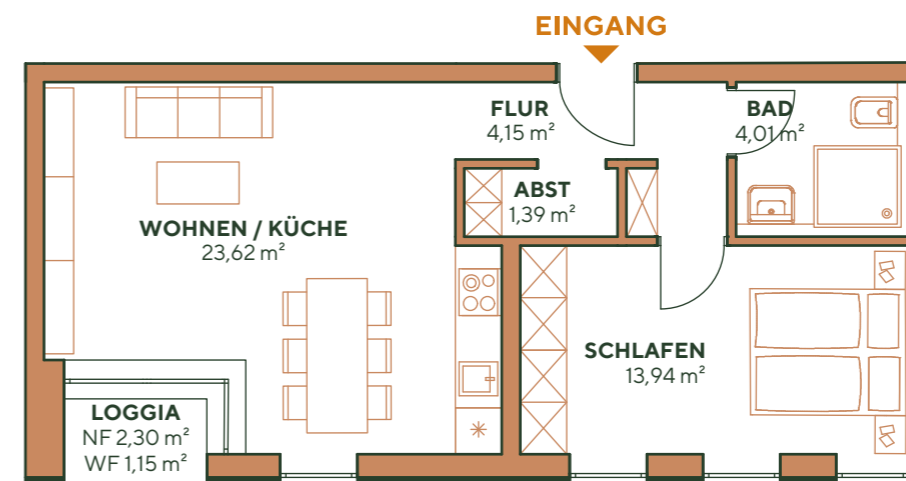 EINGANG
FLUR
4,15 m²
BAD
4,01 m²
ABST
1,39 m²
WOHNEN / KÜCHE
23,62 m²
SCHLAFEN
13,94 m²
LOGGIA
NF 2,30 m²
WF 1,15 m²